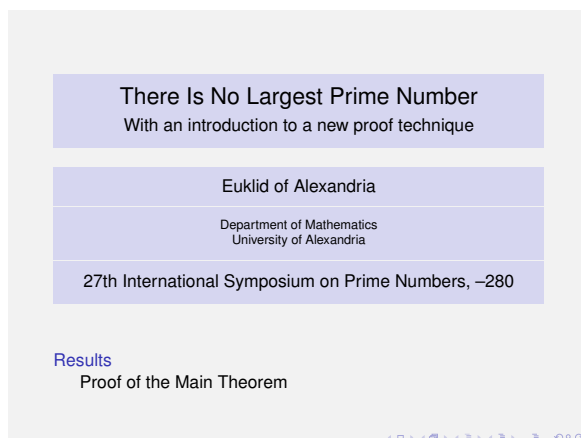 There Is No Largest Prime Number
With an introduction to a new proof technique
Euklid of Alexandria
Department of Mathematics
University of Alexandria
27th International Symposium on Prime Numbers, –280
Results
Proof of the Main Theorem